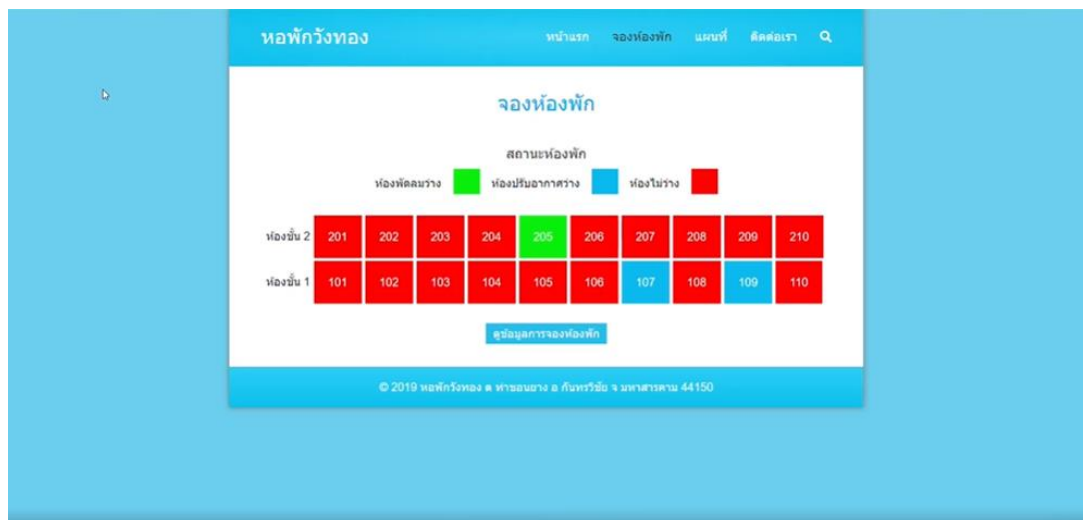 หอพักวังทอง หน้าแรก จองห้องพัก แผนที่ ติดต่อเรา
จองห้องพัก
สถานะห้องพัก
ห้องพัดลมว่าง ห้องปรับอากาศว่าง ห้องไม่ว่าง
ห้องชั้น 2 201 202 203 204 205 206 207 208 209 210
ห้องชั้น 1 101 102 103 104 105 106 107 108 109 110
ดูข้อมูลการจองห้องพัก
© 2019 หอพักวังทอง ต ท่าขอนยาง อ กันทรวิชัย จ มหาสารคาม 44150